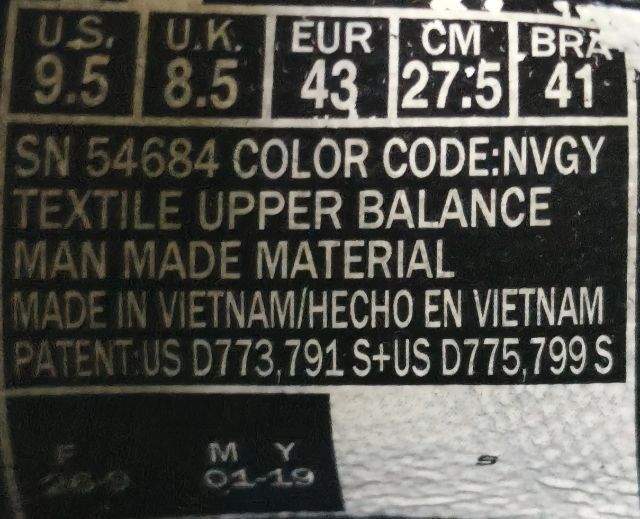 U.S. U.K. EUR CM BRA
9.5 8.5 43 27.5 41
SN 54684 COLOR CODE:NVGY
TEXTILE UPPER BALANCE
MAN MADE MATERIAL
MADE IN VIETNAM/HECHO EN VIETNAM
PATENT:US D773,791 S+US D775,799 S
F M Y
01-19